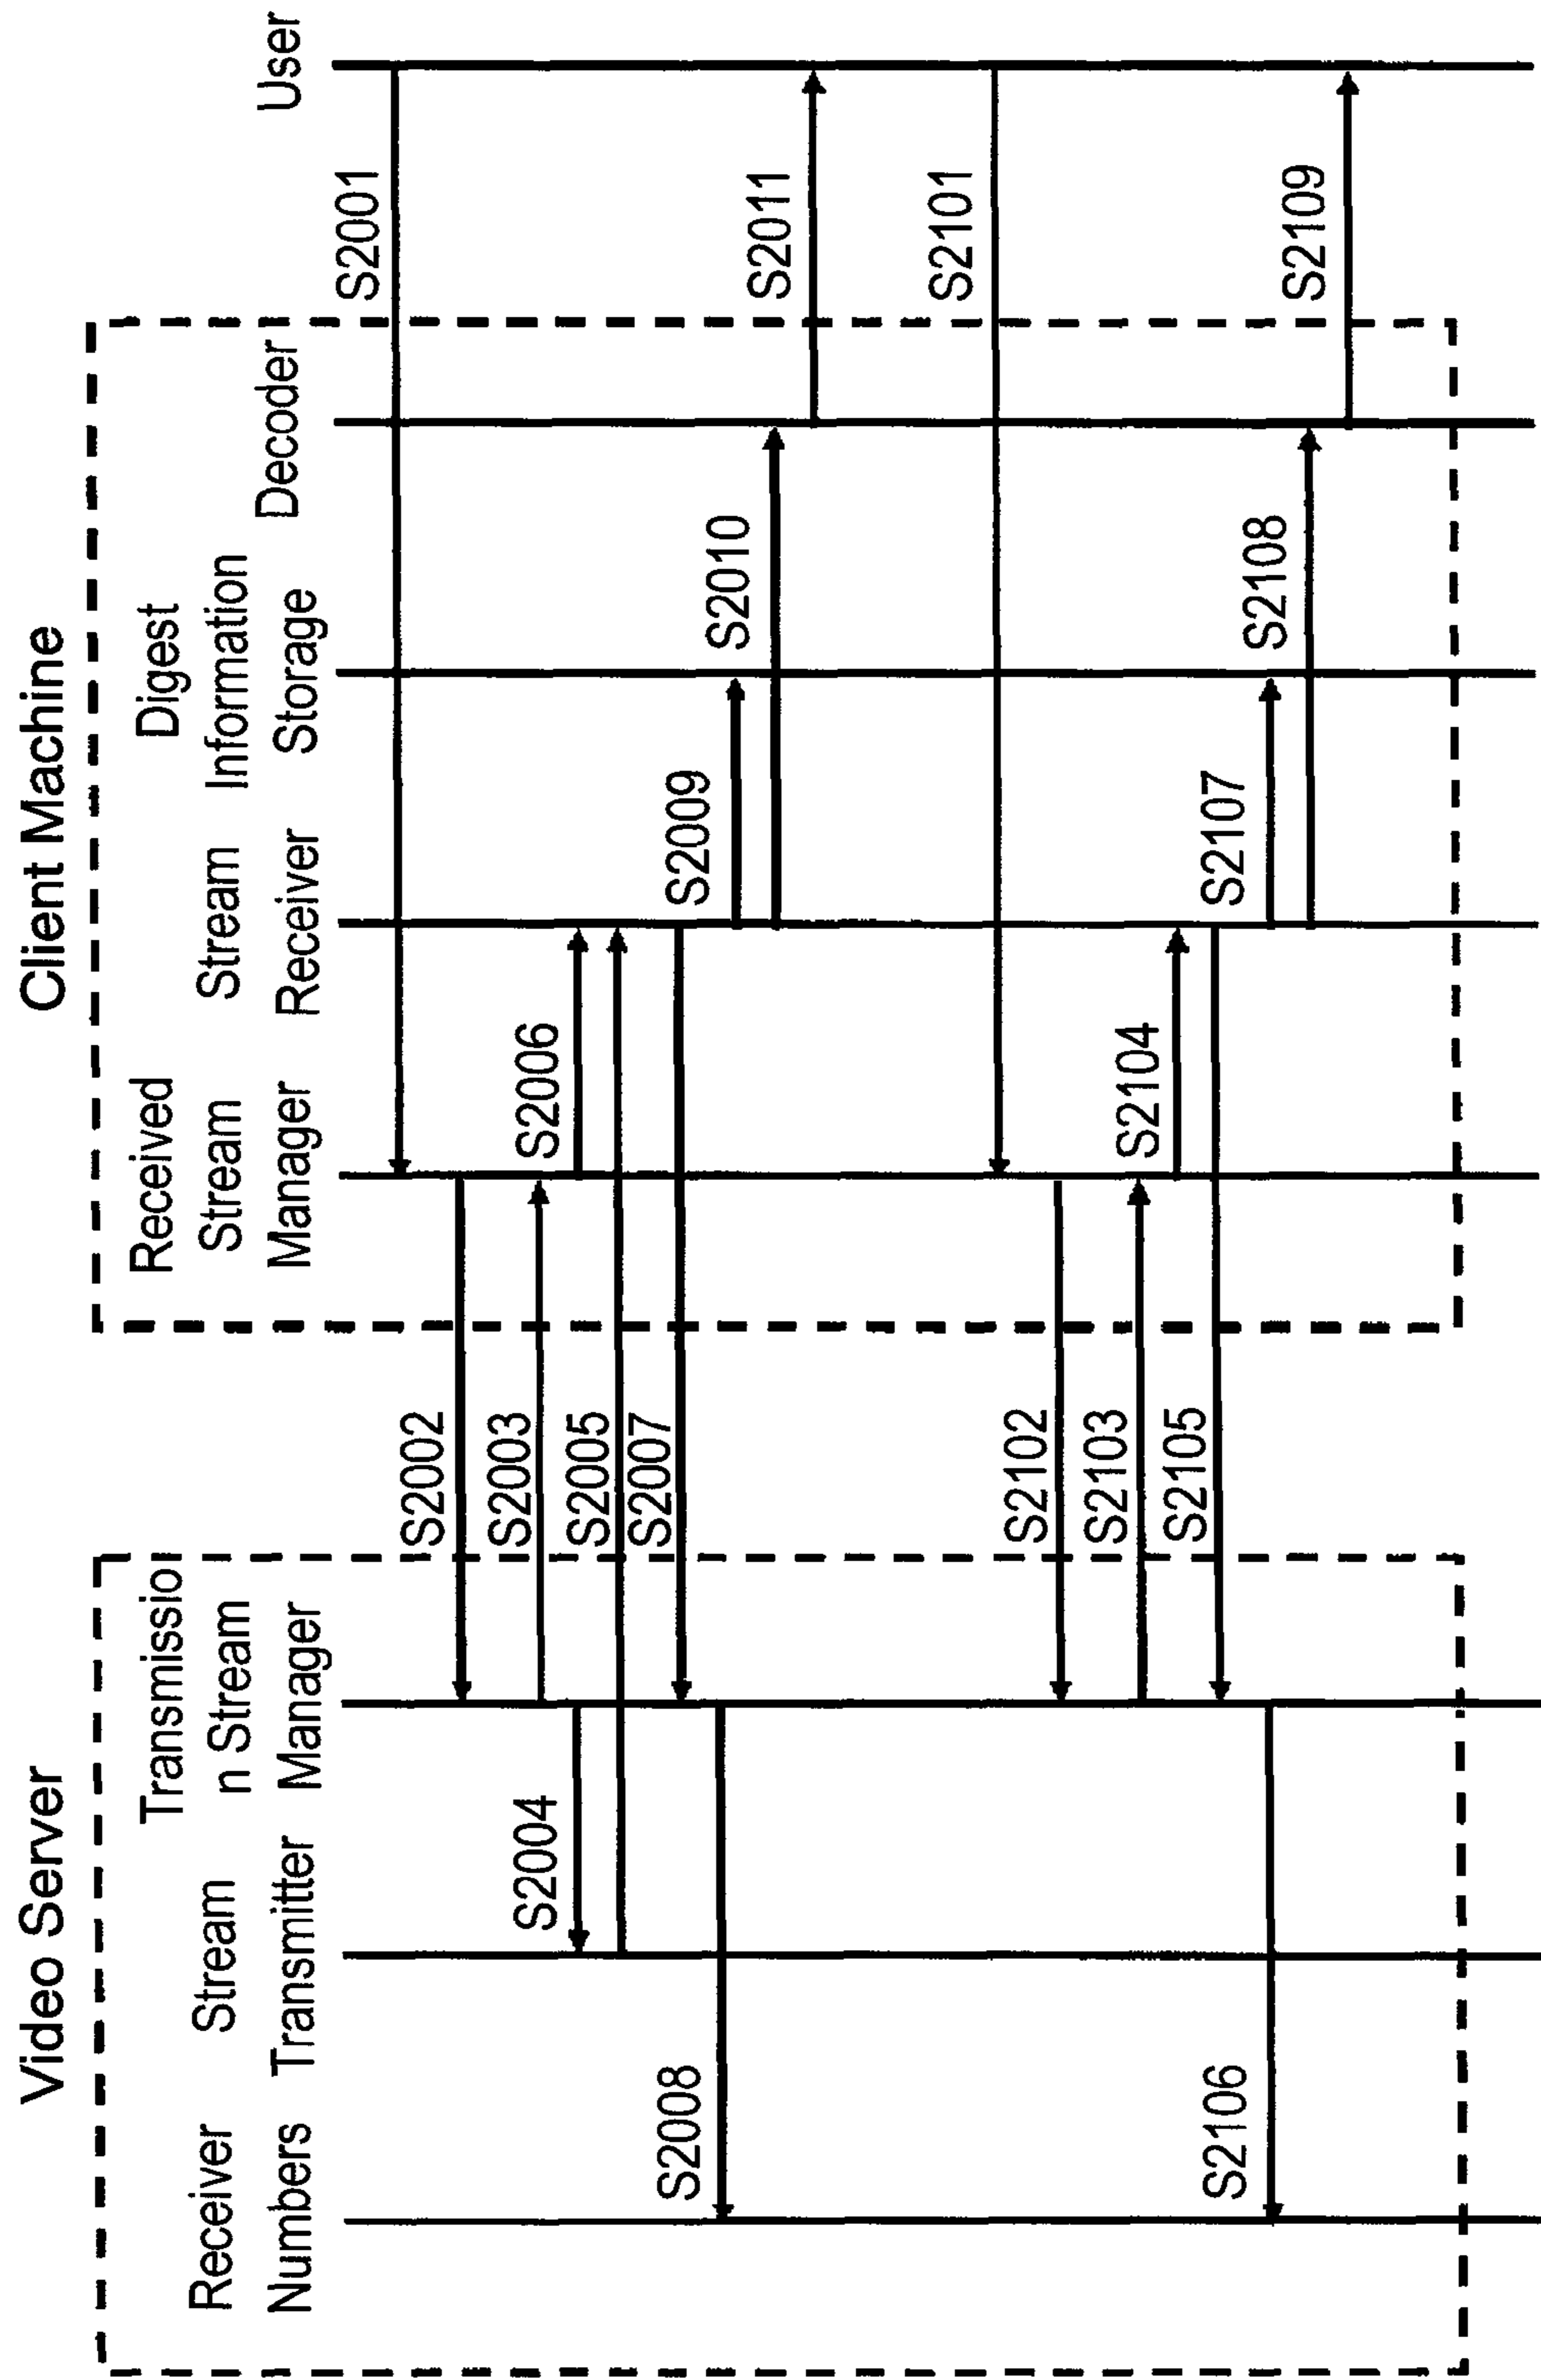 Video Server
Client Machine
Receiver
Numbers
Stream
Transmitter
Transmissio
n Stream
Manager
Received
Stream
Manager
Stream
Receiver
Digest
Information
Storage
Decoder
User
S2001
S2002
S2003
S2004
S2006
S2005
S2007
S2008
S2009
S2010
S2011
S2101
S2102
S2103
S2104
S2105
S2106
S2107
S2108
S2109